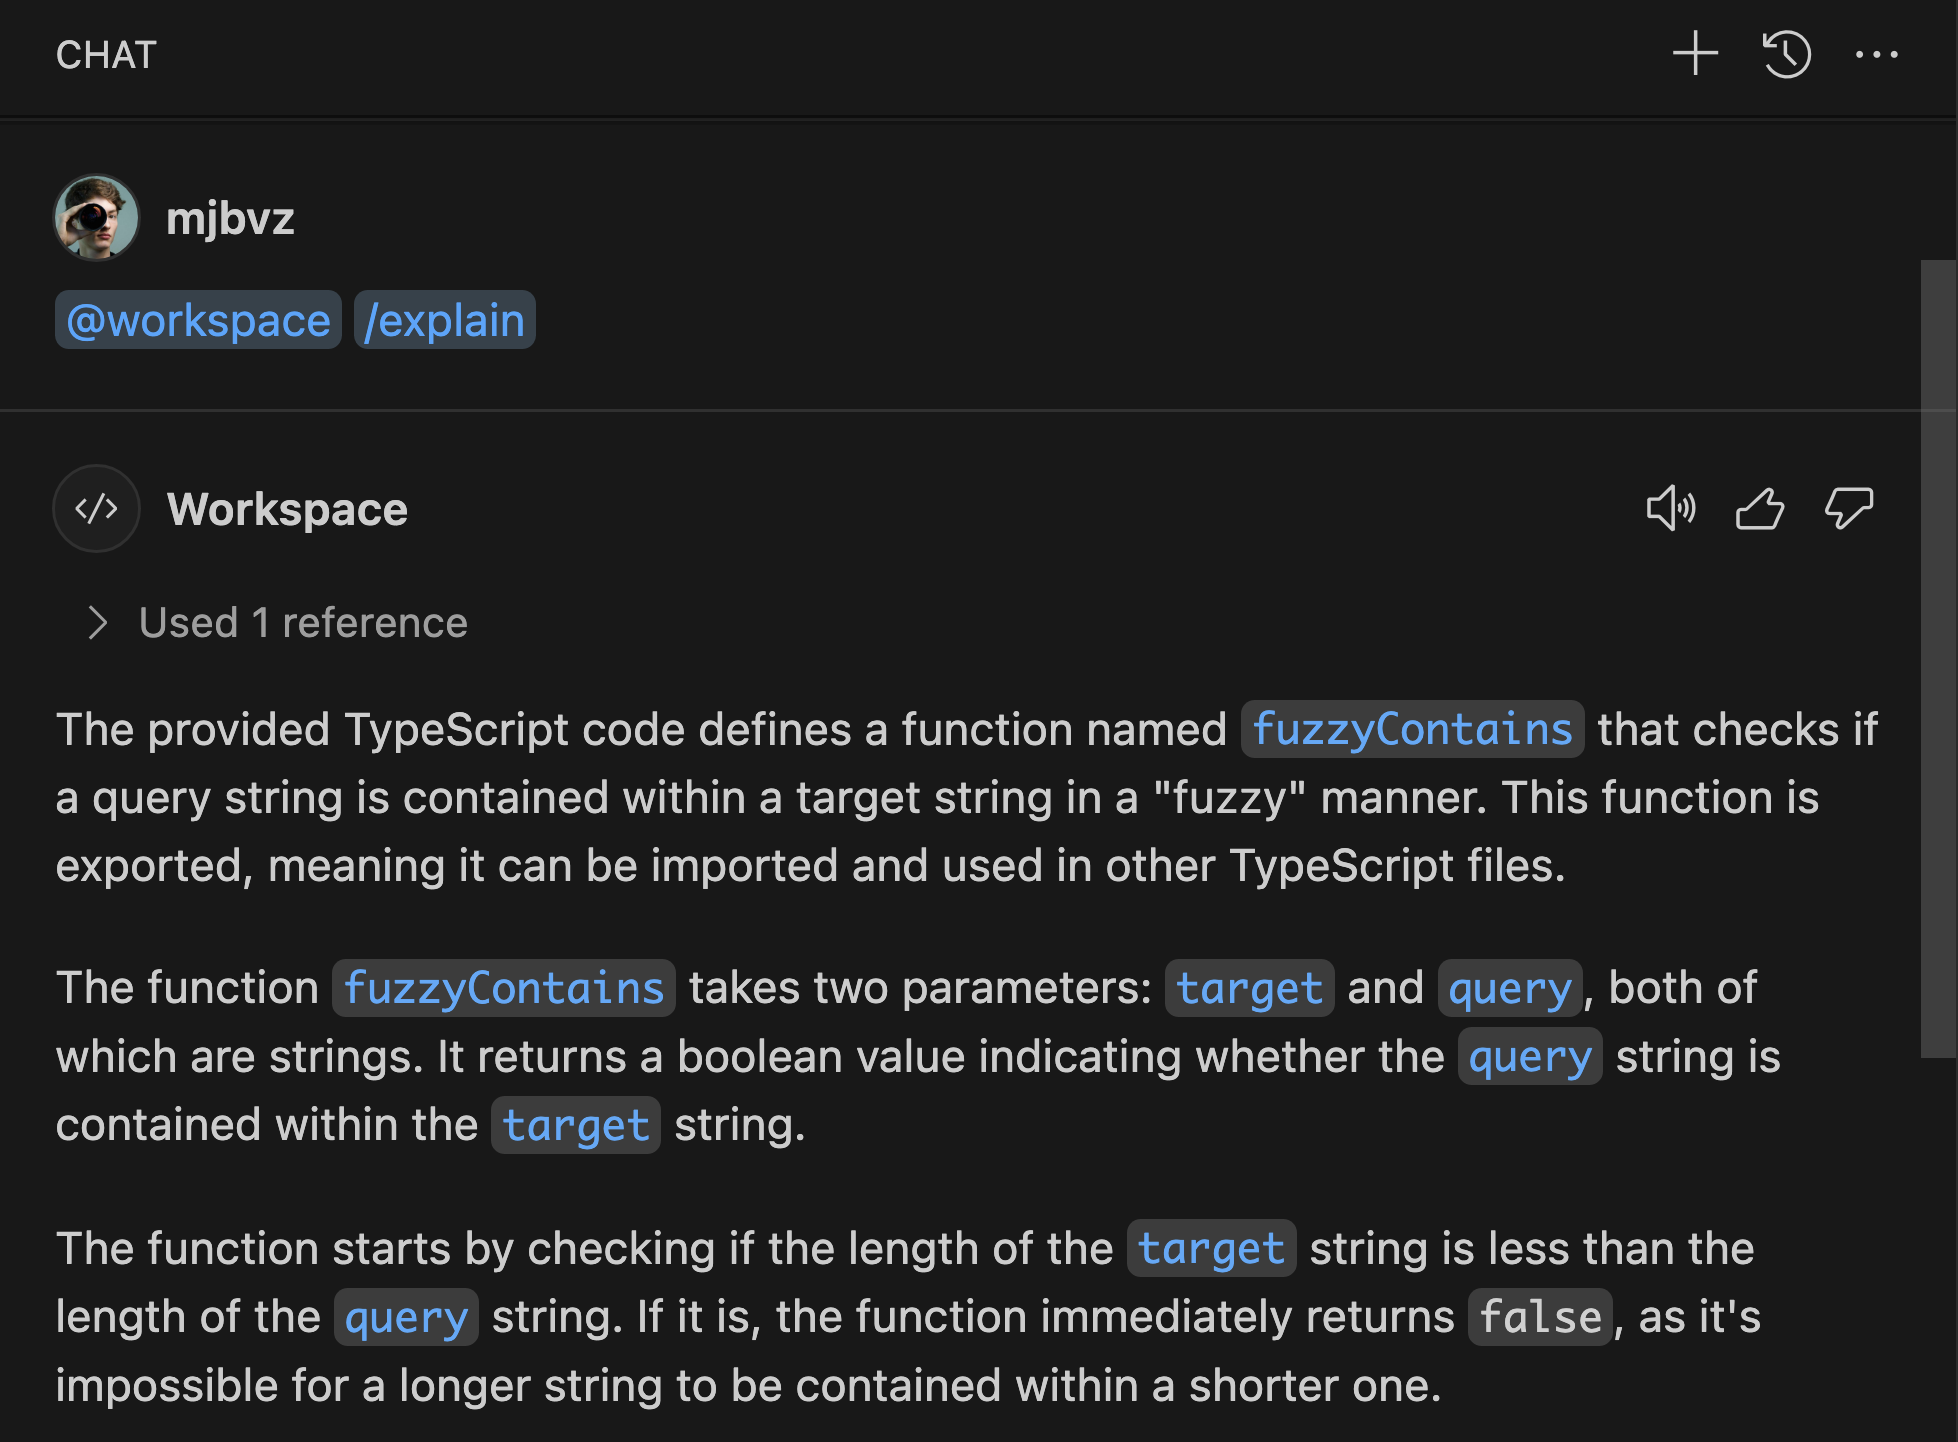 CHAT
mjbvz
@workspace /explain
Workspace
Used 1 reference
The provided TypeScript code defines a function named fuzzyContains that checks if
a query string is contained within a target string in a "fuzzy" manner. This function is
exported, meaning it can be imported and used in other TypeScript files.
The function fuzzyContains takes two parameters: target and query, both of
which are strings. It returns a boolean value indicating whether the query string is
contained within the target string.
The function starts by checking if the length of the target string is less than the
length of the query string. If it is, the function immediately returns false, as it's
impossible for a longer string to be contained within a shorter one.